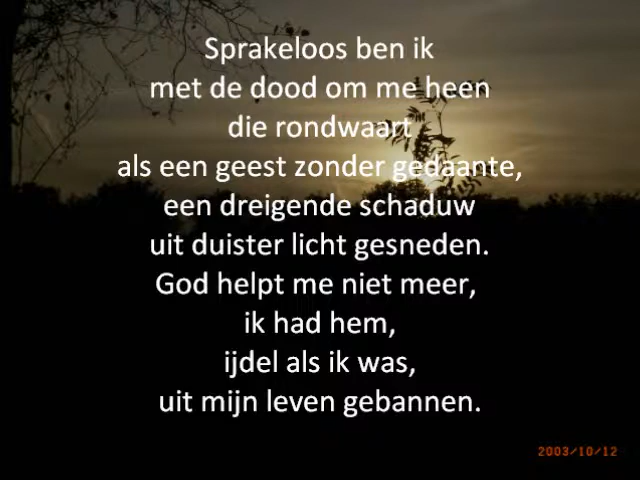 Sprakeloos ben ik
met de dood om me heen
die rondwaart
als een geest zonder gedaante,
een dreigende schaduw
uit duister licht gesneden.
God helpt me niet meer,
ik had hem,
ijdel als ik was,
uit mijn leven gebannen.
2003/10/12